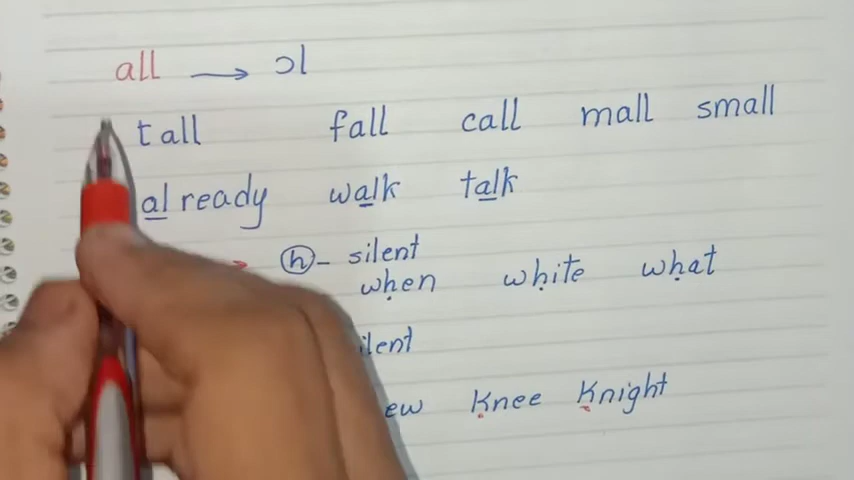 all → ɔl
tall fall call mall small
already walk talk
→ ⓗ- silent
when white what
ilent
ew knee knight